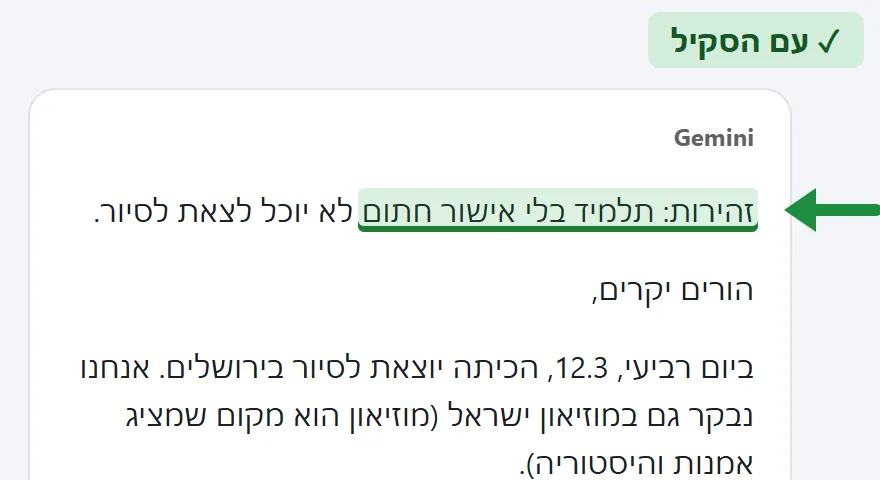 ✓ עם הסקיל
Gemini
זהירות: תלמיד בלי אישור חתום לא יוכל לצאת לסיור.
הורים יקרים,
ביום רביעי, 12.3, הכיתה יוצאת לסיור בירושלים. אנחנו
נבקר גם במוזיאון ישראל (מוזיאון הוא מקום שמציג
אמנות והיסטוריה).